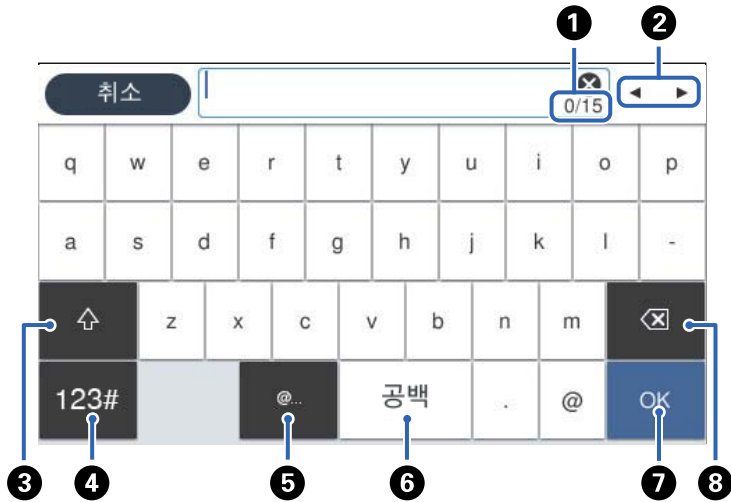 1 2
취소 0/15
q w e r t y u i o p
a s d f g h j k l -
z x c v b n m
123# @... 공백 . @ OK
3 4 5 6 7 8